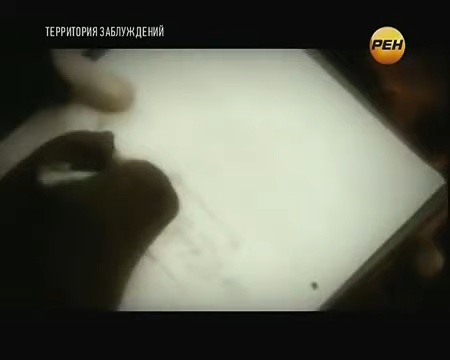 ТЕРРИТОРИЯ ЗАБЛУЖДЕНИЙ
РЕН